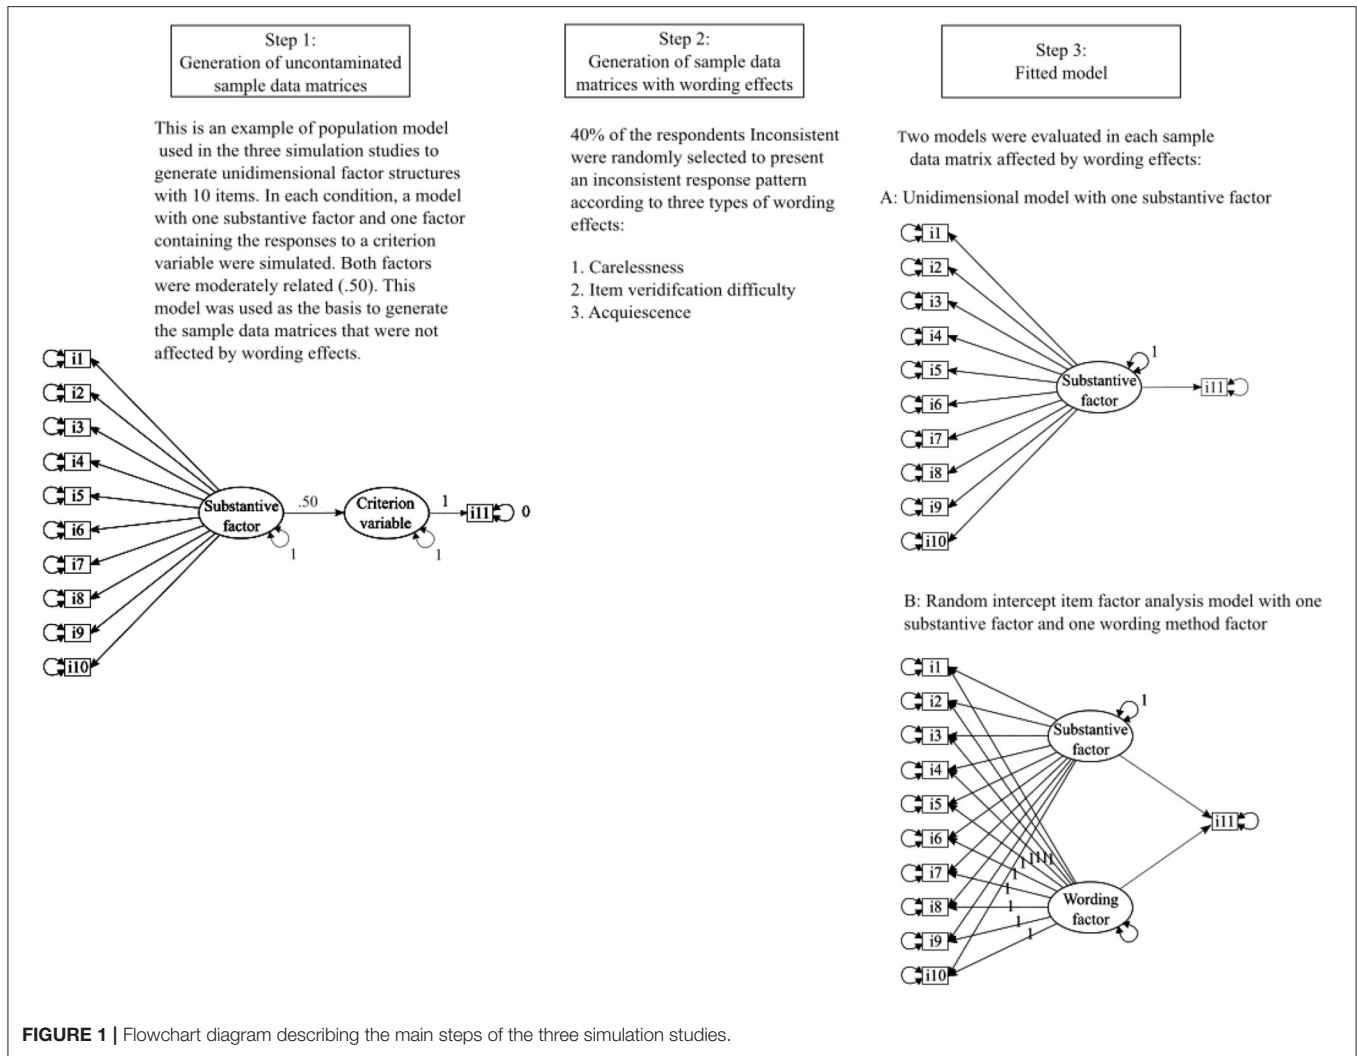 Step 1:
Generation of uncontaminated
sample data matrices
This is an example of population model
used in the three simulation studies to
generate unidimensional factor structures
with 10 items. In each condition, a model
with one substantive factor and one factor
containing the responses to a criterion
variable were simulated. Both factors
were moderately related (.50). This
model was used as the basis to generate
the sample data matrices that were not
affected by wording effects.
i1
i2
i3
i4
i5
i6
i7
i8
i9
i10
Substantive
factor
1
.50
Criterion
variable
1
1
i11
0
Step 2:
Generation of sample data
matrices with wording effects
40% of the respondents Inconsistent
were randomly selected to present
an inconsistent response pattern
according to three types of wording
effects:
1. Carelessness
2. Item veridifcation difficulty
3. Acquiescence
Step 3:
Fitted model
Two models were evaluated in each sample
data matrix affected by wording effects:
A: Unidimensional model with one substantive factor
i1
i2
i3
i4
i5
i6
i7
i8
i9
i10
Substantive
factor
1
i11
B: Random intercept item factor analysis model with one
substantive factor and one wording method factor
i1
i2
i3
i4
i5
i6
i7
i8
i9
i10
Substantive
factor
1
1 1 1 1 1
1
1
1
1
1
Wording
factor
i11
FIGURE 1 | Flowchart diagram describing the main steps of the three simulation studies.